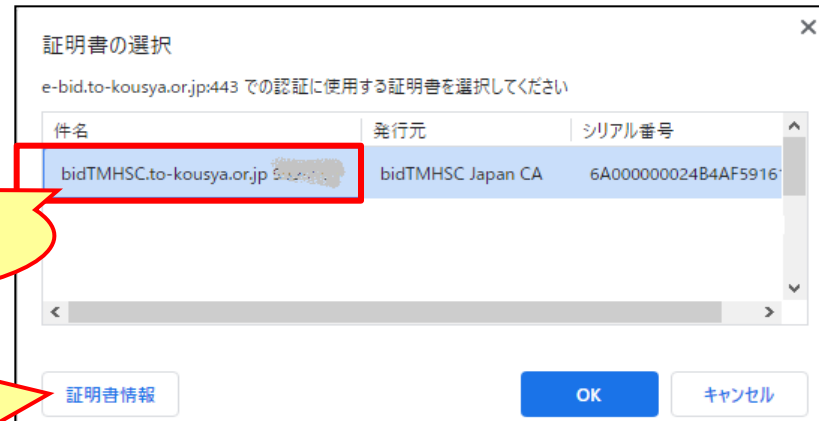 証明書の選択
e-bid.to-kousya.or.jp:443 での認証に使用する証明書を選択してください
件名 発行元 シリアル番号
bidTMHSC.to-kousya.or.jp bidTMHSC Japan CA 6A000000024B4AF5916
証明書情報 OK キャンセル